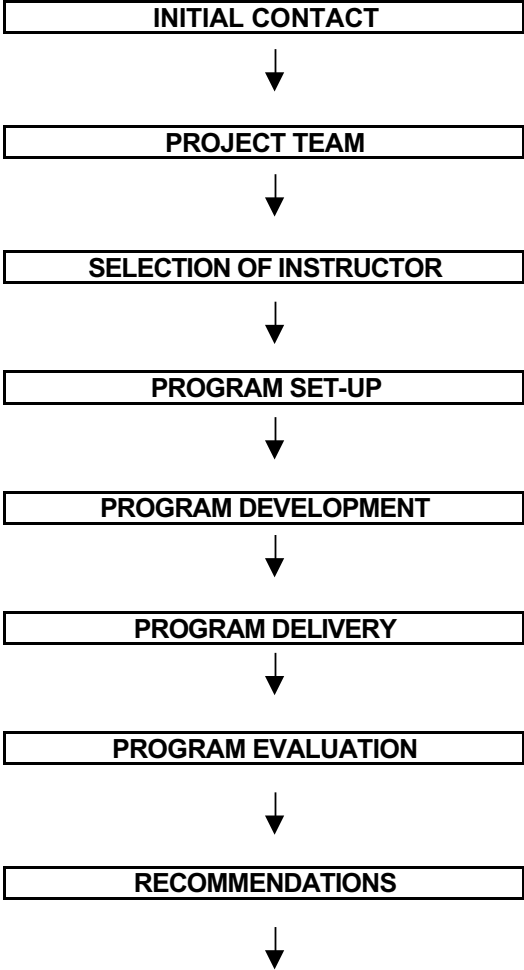 INITIAL CONTACT
PROJECT TEAM
SELECTION OF INSTRUCTOR
PROGRAM SET-UP
PROGRAM DEVELOPMENT
PROGRAM DELIVERY
PROGRAM EVALUATION
RECOMMENDATIONS